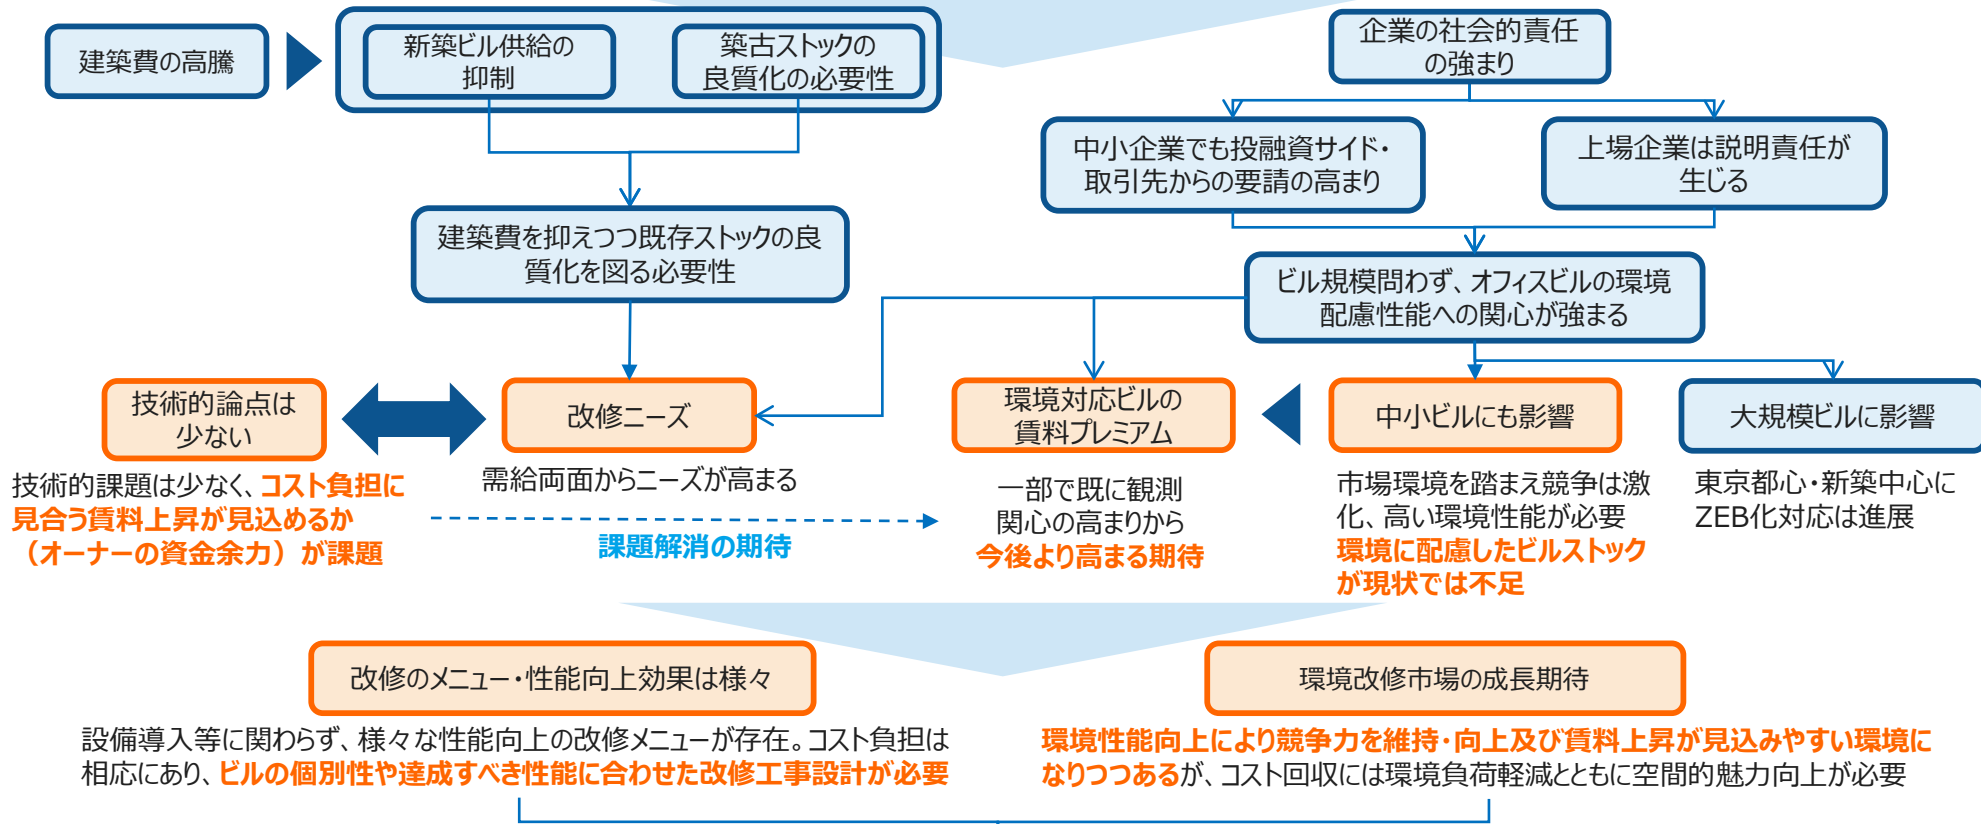 建築費の高騰
新築ビル供給の
抑制
築古ストックの
良質化の必要性
企業の社会的責任
の強まり
中小企業でも投融資サイド・
取引先からの要請の高まり
上場企業は説明責任が
生じる
建築費を抑えつつ既存ストックの良
質化を図る必要性
ビル規模問わず、オフィスビルの環境
配慮性能への関心が強まる
技術的論点は
少ない
改修ニーズ
環境対応ビルの
賃料プレミアム
中小ビルにも影響
大規模ビルに影響
技術的課題は少なく、コスト負担に
見合う賃料上昇が見込めるか
（オーナーの資金余力）が課題
需給両面からニーズが高まる
課題解消の期待
一部で既に観測
関心の高まりから
今後より高まる期待
市場環境を踏まえ競争は激
化、高い環境性能が必要
環境に配慮したビルストック
が現状では不足
東京都心・新築中心に
ZEB化対応は進展
改修のメニュー・性能向上効果は様々
環境改修市場の成長期待
設備導入等に関わらず、様々な性能向上の改修メニューが存在。コスト負担は
相応にあり、ビルの個別性や達成すべき性能に合わせた改修工事設計が必要
環境性能向上により競争力を維持・向上及び賃料上昇が見込みやすい環境に
なりつつあるが、コスト回収には環境負荷軽減とともに空間的魅力向上が必要